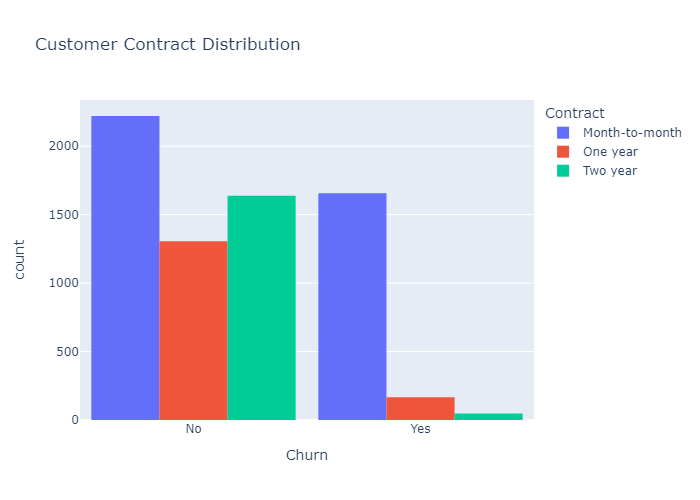 Customer Contract Distribution
Contract
Month-to-month
One year
Two year
count
2000
1500
1000
500
0
No
Yes
Churn